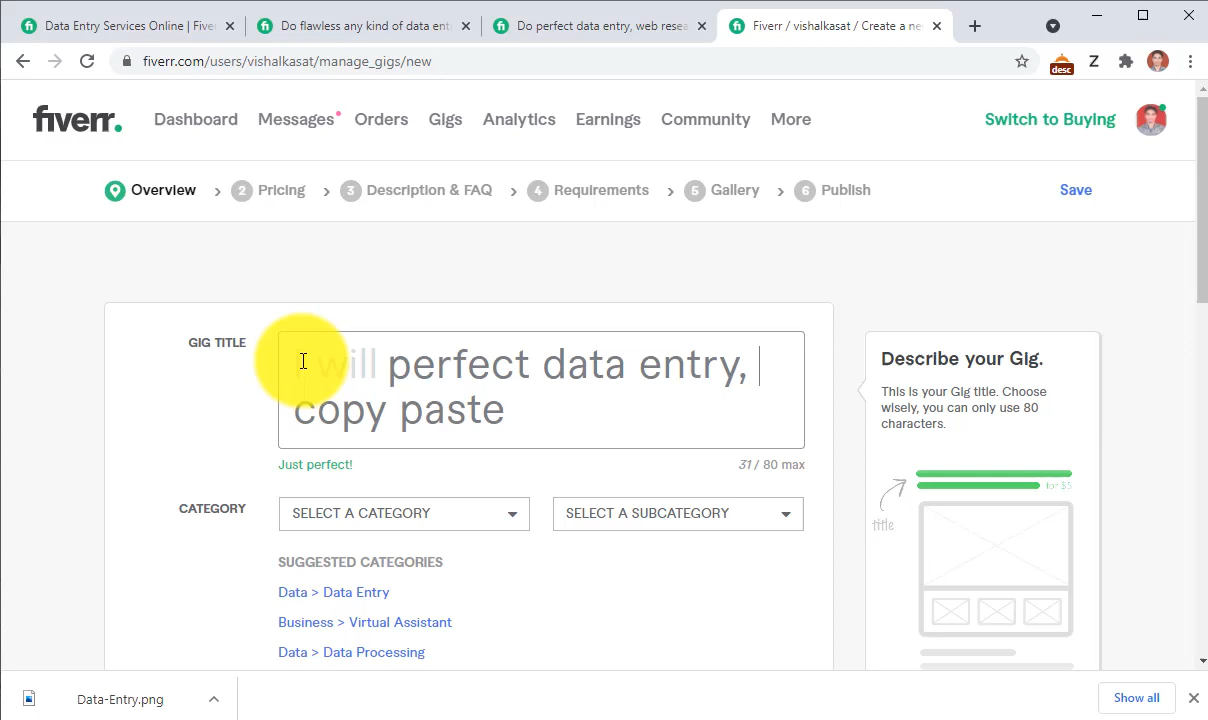 Data Entry Services Online | Five
Do flawless any kind of data ent
Do perfect data entry, web resea
Fiverr / vishalkasat / Create a ne
fiverr.com/users/vishalkasat/manage_gigs/new
desc
Z
fiverr.
Dashboard Messages Orders Gigs Analytics Earnings Community More
Switch to Buying
Overview > 2 Pricing > 3 Description & FAQ > 4 Requirements > 5 Gallery > 6 Publish
Save
GIG TITLE
I will perfect data entry,
copy paste
Just perfect!
31 / 80 max
CATEGORY
SELECT A CATEGORY
SELECT A SUBCATEGORY
SUGGESTED CATEGORIES
Data > Data Entry
Business > Virtual Assistant
Data > Data Processing
Describe your Gig.
This is your Gig title. Choose
wisely, you can only use 80
characters.
for $5
title
Data-Entry.png
Show all